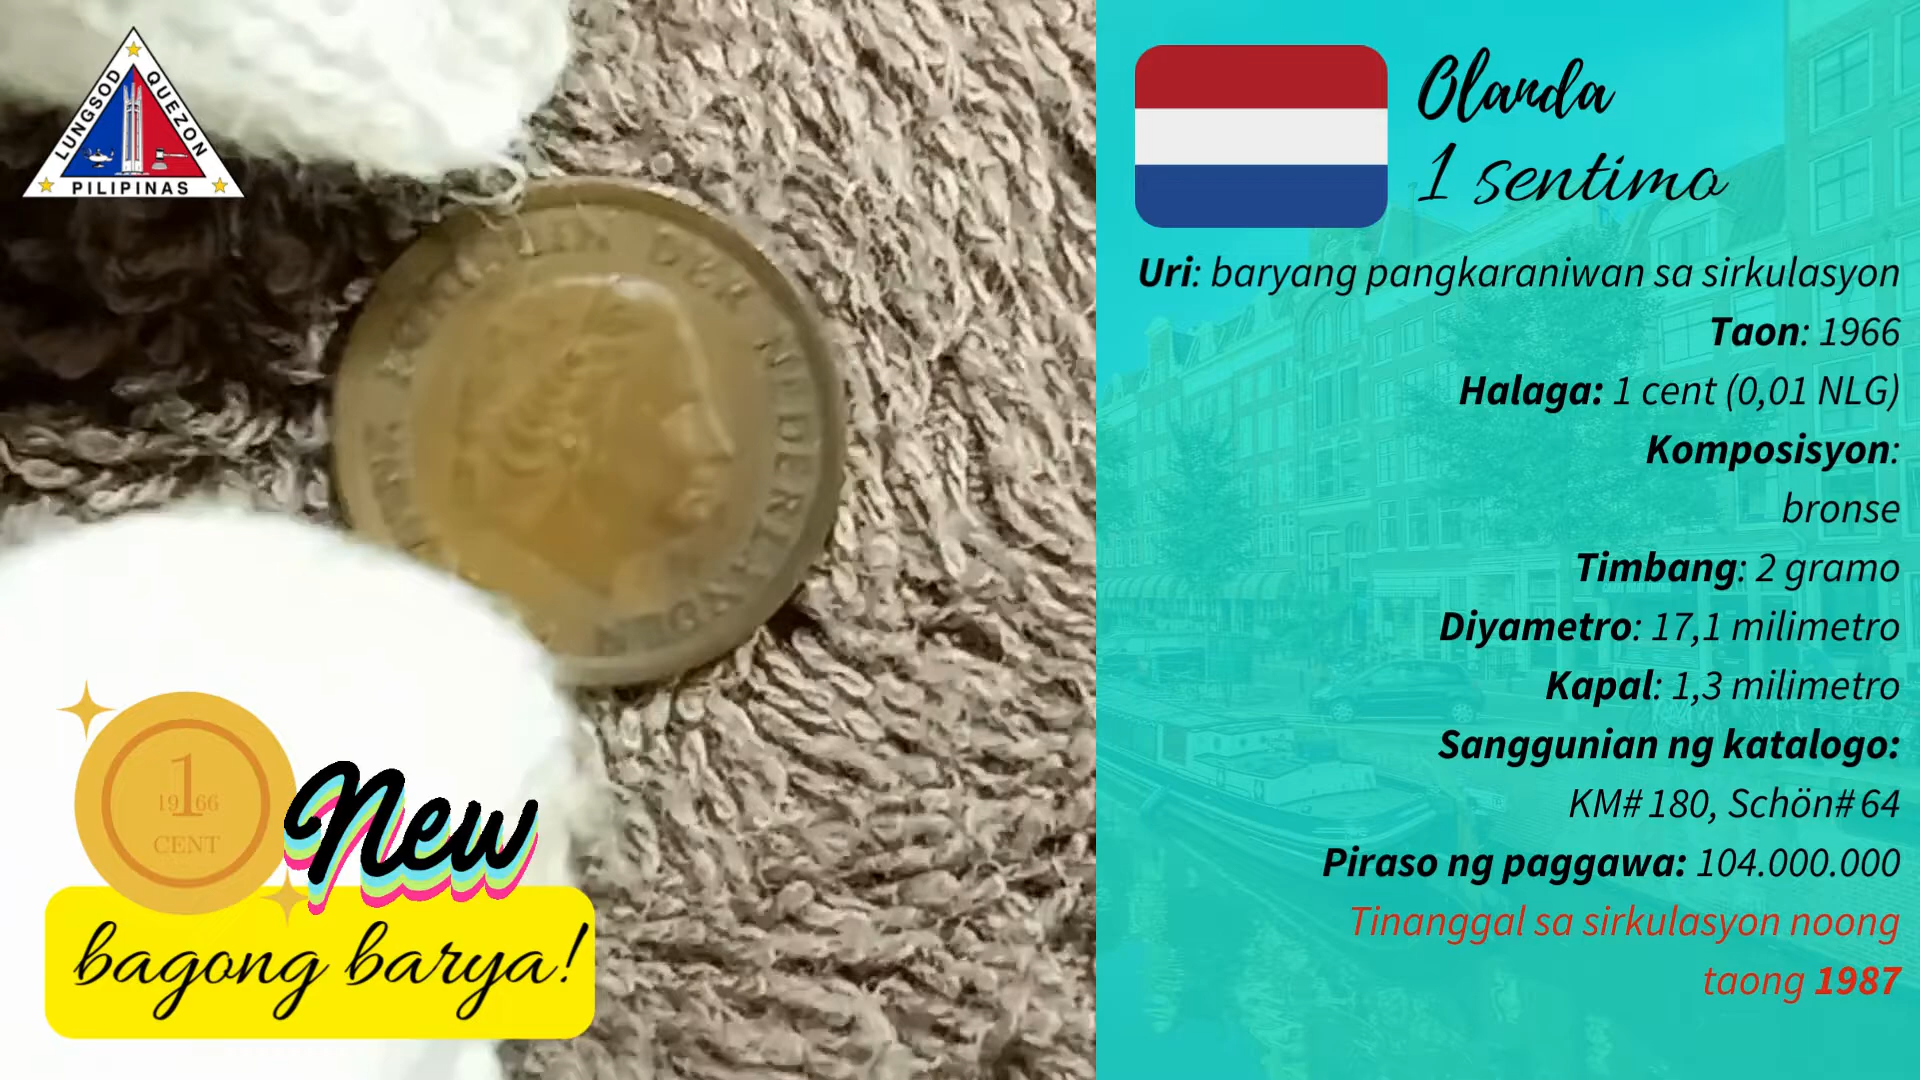 LUNGSOD QUEZON
PILIPINAS
DER NEDERLANDEN
1
19 66
CENT
New
bagong barya!
Olanda
1 sentimo
Uri: baryang pangkaraniwan sa sirkulasyon
Taon: 1966
Halaga: 1 cent (0,01 NLG)
Komposisyon:
bronse
Timbang: 2 gramo
Diyametro: 17,1 milimetro
Kapal: 1,3 milimetro
Sanggunian ng katalogo:
KM# 180, Schön# 64
Piraso ng paggawa: 104.000.000
Tinanggal sa sirkulasyon noong
taong 1987